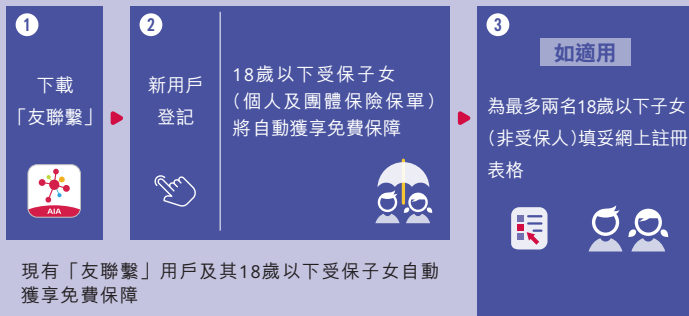 1
下載
「友聯繫」
AIA
2
新用戶
登記
18歲以下受保子女
(個人及團體保險保單)
將自動獲享免費保障
3
如適用
為最多兩名18歲以下子女
(非受保人)填妥網上註冊
表格
現有「友聯繫」用戶及其18歲以下受保子女自動
獲享免費保障